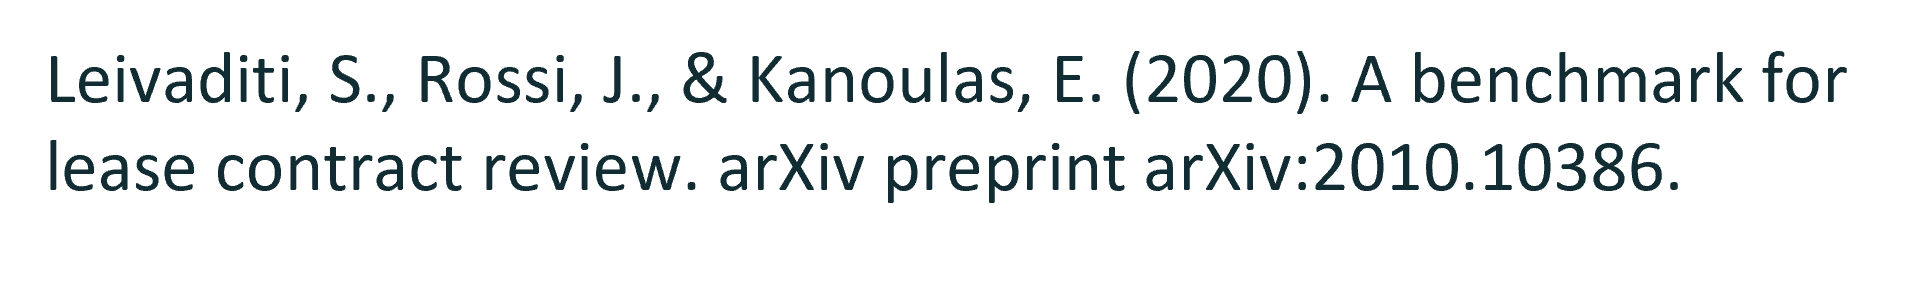 Leivaditi, S., Rossi, J., & Kanoulas, E. (2020). A benchmark for
lease contract review. arXiv preprint arXiv:2010.10386.